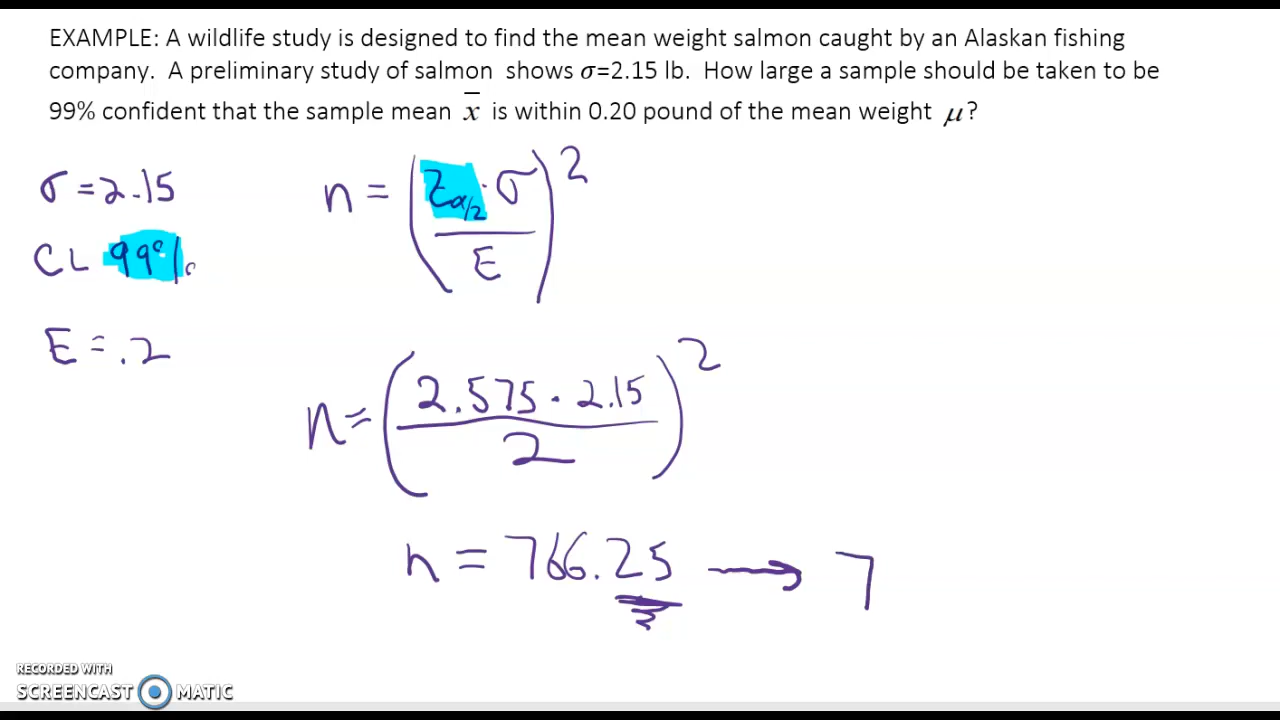 EXAMPLE: A wildlife study is designed to find the mean weight salmon caught by an Alaskan fishing
company. A preliminary study of salmon shows σ=2.15 lb. How large a sample should be taken to be
99% confident that the sample mean x̄ is within 0.20 pound of the mean weight μ?
σ = 2.15
n = (Zα/2 · σ / E)²
CL 99%
E = .2
n = (2.575 · 2.15 / 2)²
n = 766.25 → 7
RECORDED WITH
SCREENCAST MATIC